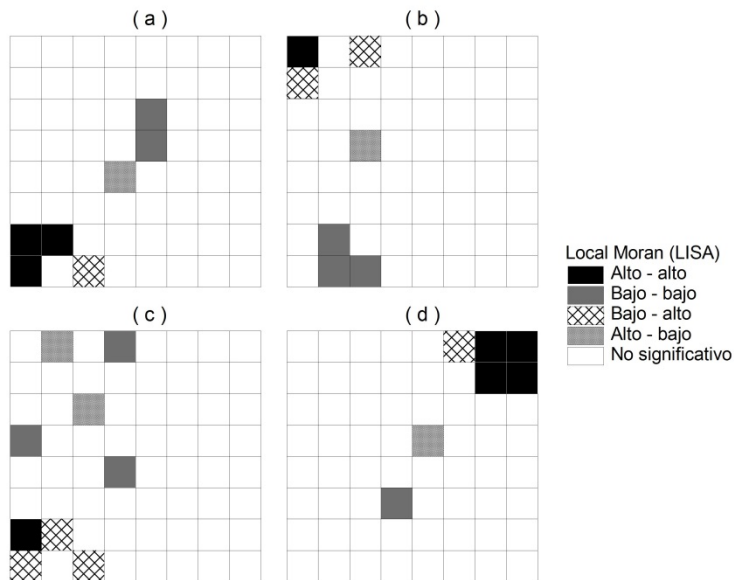 ( a )
( b )
( c )
( d )
Local Moran (LISA)
Alto - alto
Bajo - bajo
Bajo - alto
Alto - bajo
No significativo